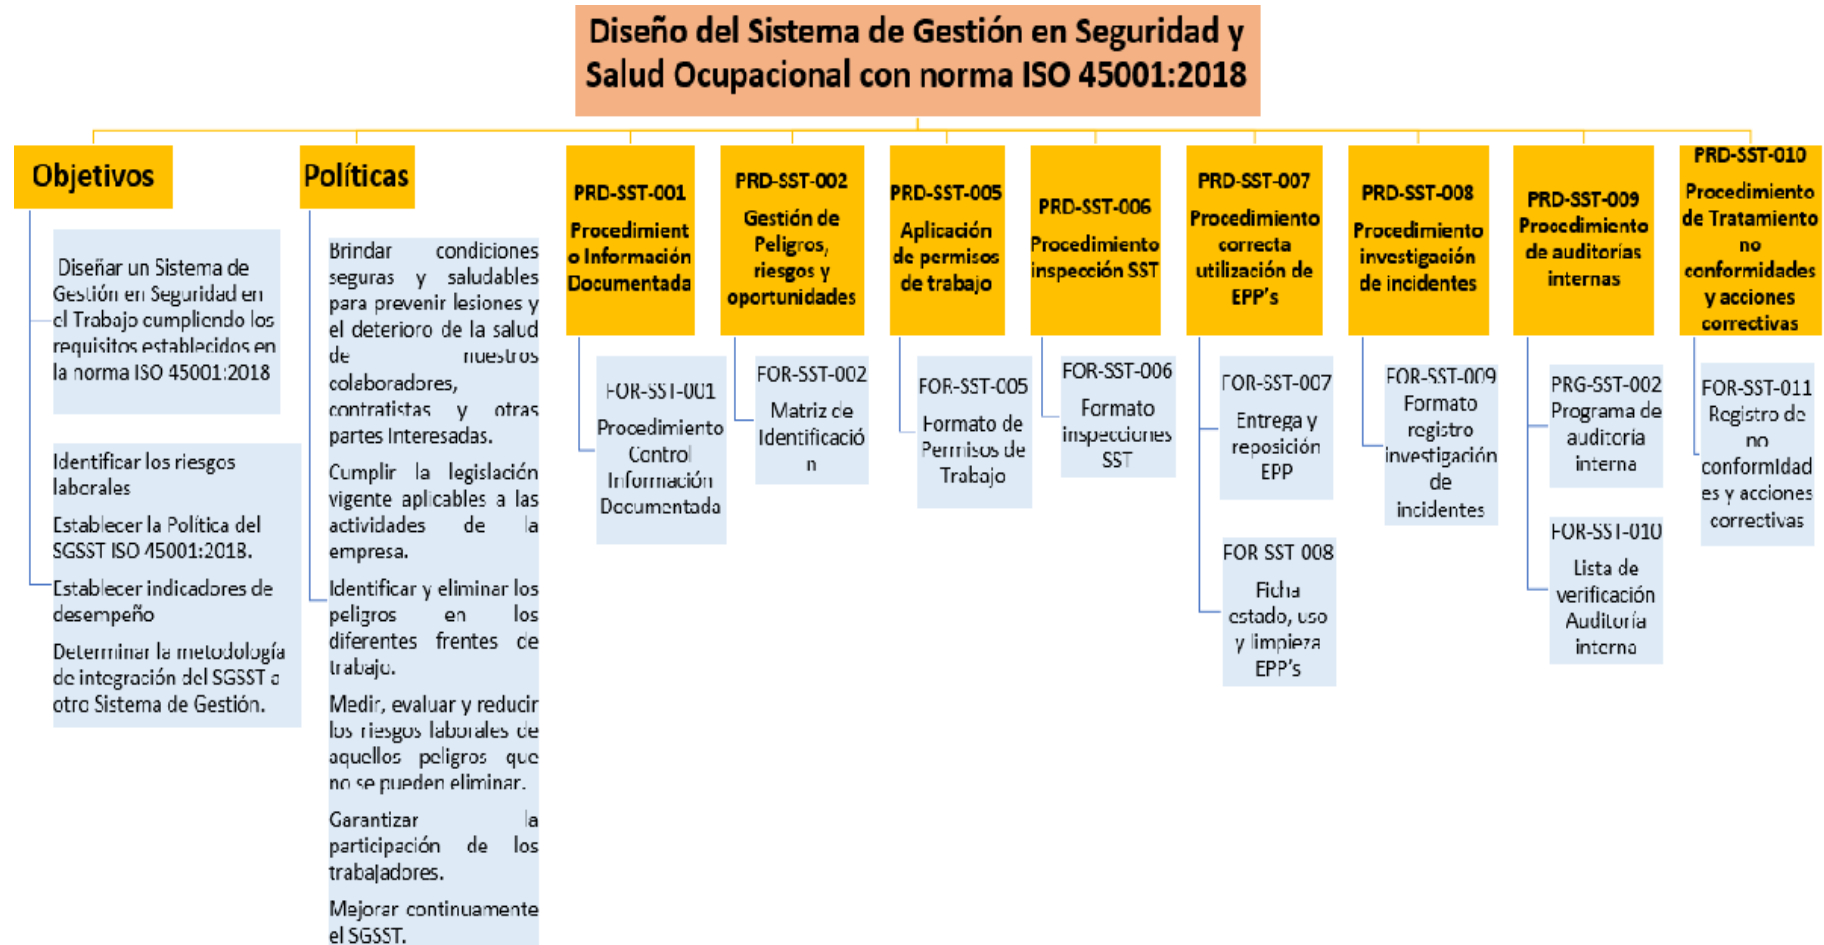 Diseño del Sistema de Gestión en Seguridad y
Salud Ocupacional con norma ISO 45001:2018
Objetivos
Diseñar un Sistema de
Gestión en Seguridad en
el Trabajo cumpliendo los
requisitos establecidos en
la norma ISO 45001:2018
Identificar los riesgos
laborales
Establecer la Política del
SGSST ISO 45001:2018.
Establecer indicadores de
desempeño
Determinar la metodología
de integración del SGSST a
otro Sistema de Gestión.
Políticas
Brindar condiciones
seguras y saludables
para prevenir lesiones y
el deterioro de la salud
de nuestros
colaboradores,
contratistas y otras
partes Interesadas.
Cumplir la legislación
vigente aplicables a las
actividades de la
empresa.
Identificar y eliminar los
peligros en los
diferentes frentes de
trabajo.
Medir, evaluar y reducir
los riesgos laborales de
aquellos peligros que
no se pueden eliminar.
Garantizar la
participación de los
trabajadores.
Mejorar continuamente
el SGSST.
PRD-SST-001
Procedimient
o Información
Documentada
FOR-SST-001
Procedimiento
Control
Información
Documentada
PRD-SST-002
Gestión de
Peligros,
riesgos y
oportunidades
FOR-SST-002
Matriz de
Identificació
n
PRD-SST-005
Aplicación
de permisos
de trabajo
FOR-SST-005
Formato de
Permisos de
Trabajo
PRD-SST-006
Procedimiento
inspección SST
FOR-SST-006
Formato
inspecciones
SST
PRD-SST-007
Procedimiento
correcta
utilización de
EPP's
FOR-SST-007
Entrega y
reposición
EPP
FOR SST 008
Ficha
estado, uso
y limpieza
EPP's
PRD-SST-008
Procedimiento
investigación
de incidentes
FOR-SST-009
Formato
registro
investigación
de
incidentes
PRD-SST-009
Procedimiento
de auditorías
internas
PRG-SST-002
Programa de
auditoría
interna
FOR-SST-010
Lista de
verificación
Auditoría
interna
PRD-SST-010
Procedimiento
de Tratamiento
no
conformidades
y acciones
correctivas
FOR-SST-011
Registro de
no
conformidad
es y acciones
correctivas